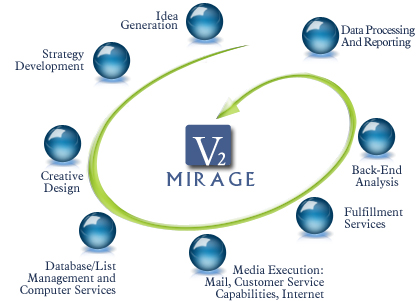 Idea
Generation
Data Processing
And Reporting
Strategy
Development
V2
MIRAGE
Creative
Design
Back-End
Analysis
Fulfillment
Services
Database/List
Management and
Computer Services
Media Execution:
Mail, Customer Service
Capabilities, Internet